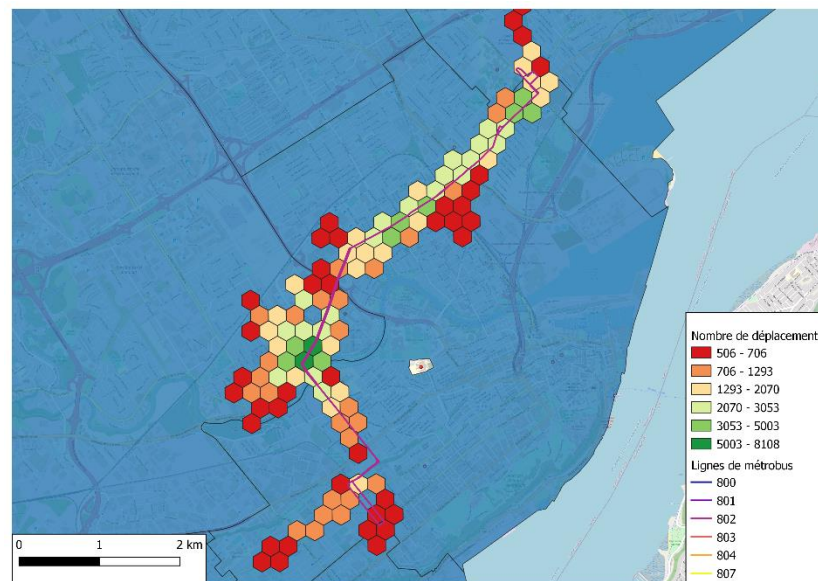 Nombre de déplacement
506 - 706
706 - 1293
1293 - 2070
2070 - 3053
3053 - 5003
5003 - 8108
Lignes de métrobus
800
801
802
803
804
807
0 1 2 km